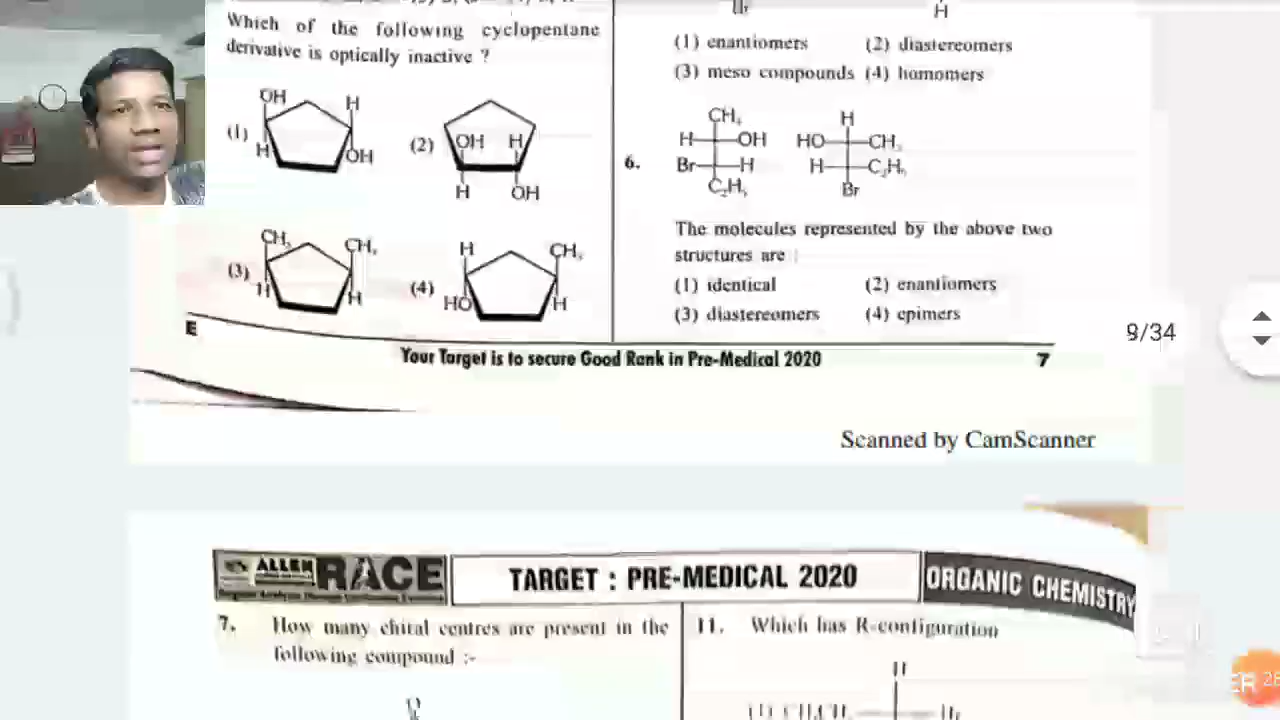 Which of the following cyclopentane
derivative is optically inactive ?
(1)
OH
H
H
OH
(2)
OH H
H
OH
(3)
CH₃
CH₃
H
H
(4)
H
CH₃
HO
H
E
H
(1) enantiomers (2) diastereomers
(3) meso compounds (4) homomers
6.
CH₃
H OH
Br H
C₂H₅
H
HO CH₃
H C₂H₅
Br
The molecules represented by the above two
structures are :
(1) identical (2) enantiomers
(3) diastereomers (4) epimers
9/34
Your Target is to secure Good Rank in Pre-Medical 2020
7
Scanned by CamScanner
ALLEN RACE
TARGET : PRE-MEDICAL 2020
ORGANIC CHEMISTRY
7. How many chiral centres are present in the
following compound :-
11. Which has R-configuration
H